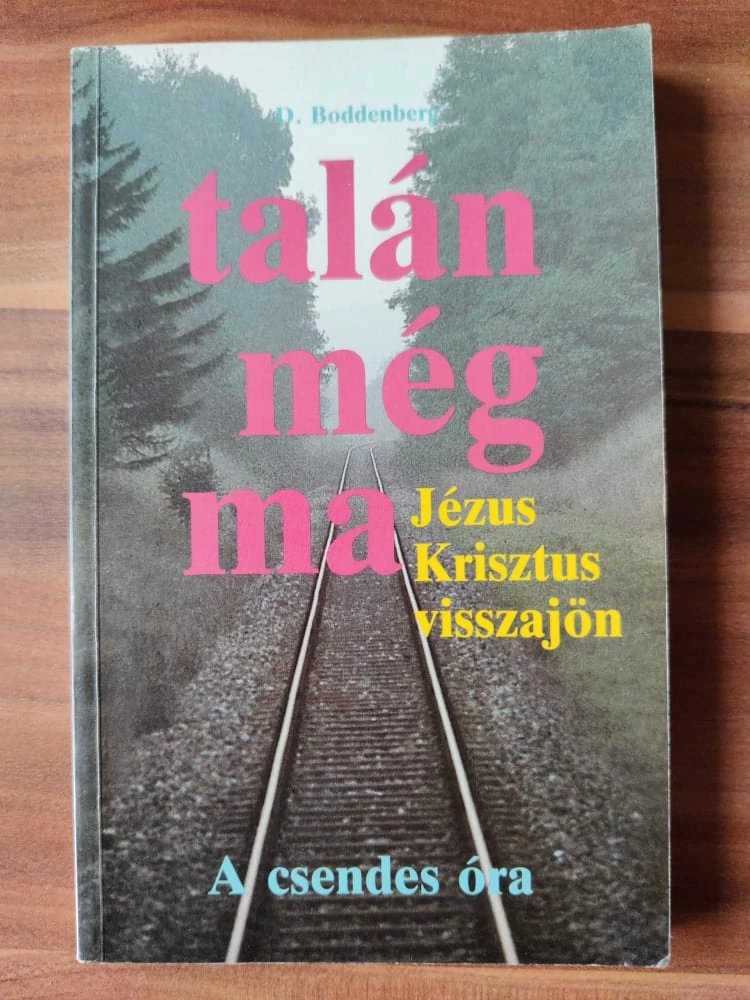 D. Boddenberg
talán
még
ma
Jézus
Krisztus
visszajön
A csendes óra